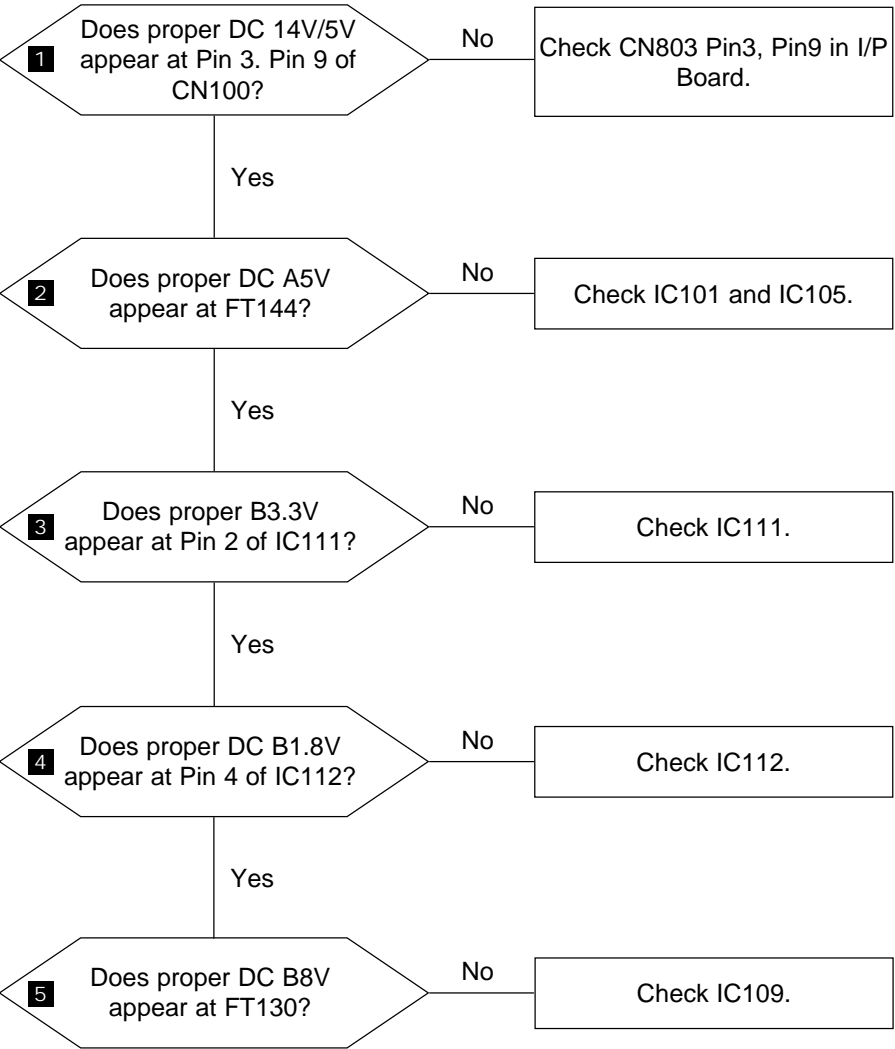 Does proper DC 14V/5V
1 appear at Pin 3. Pin 9 of
CN100?
No
Check CN803 Pin3, Pin9 in I/P
Board.
Yes
2
Does proper DC A5V
appear at FT144?
No
Check IC101 and IC105.
Yes
3
Does proper B3.3V
appear at Pin 2 of IC111?
No
Check IC111.
Yes
4
Does proper DC B1.8V
appear at Pin 4 of IC112?
No
Check IC112.
Yes
5
Does proper DC B8V
appear at FT130?
No
Check IC109.